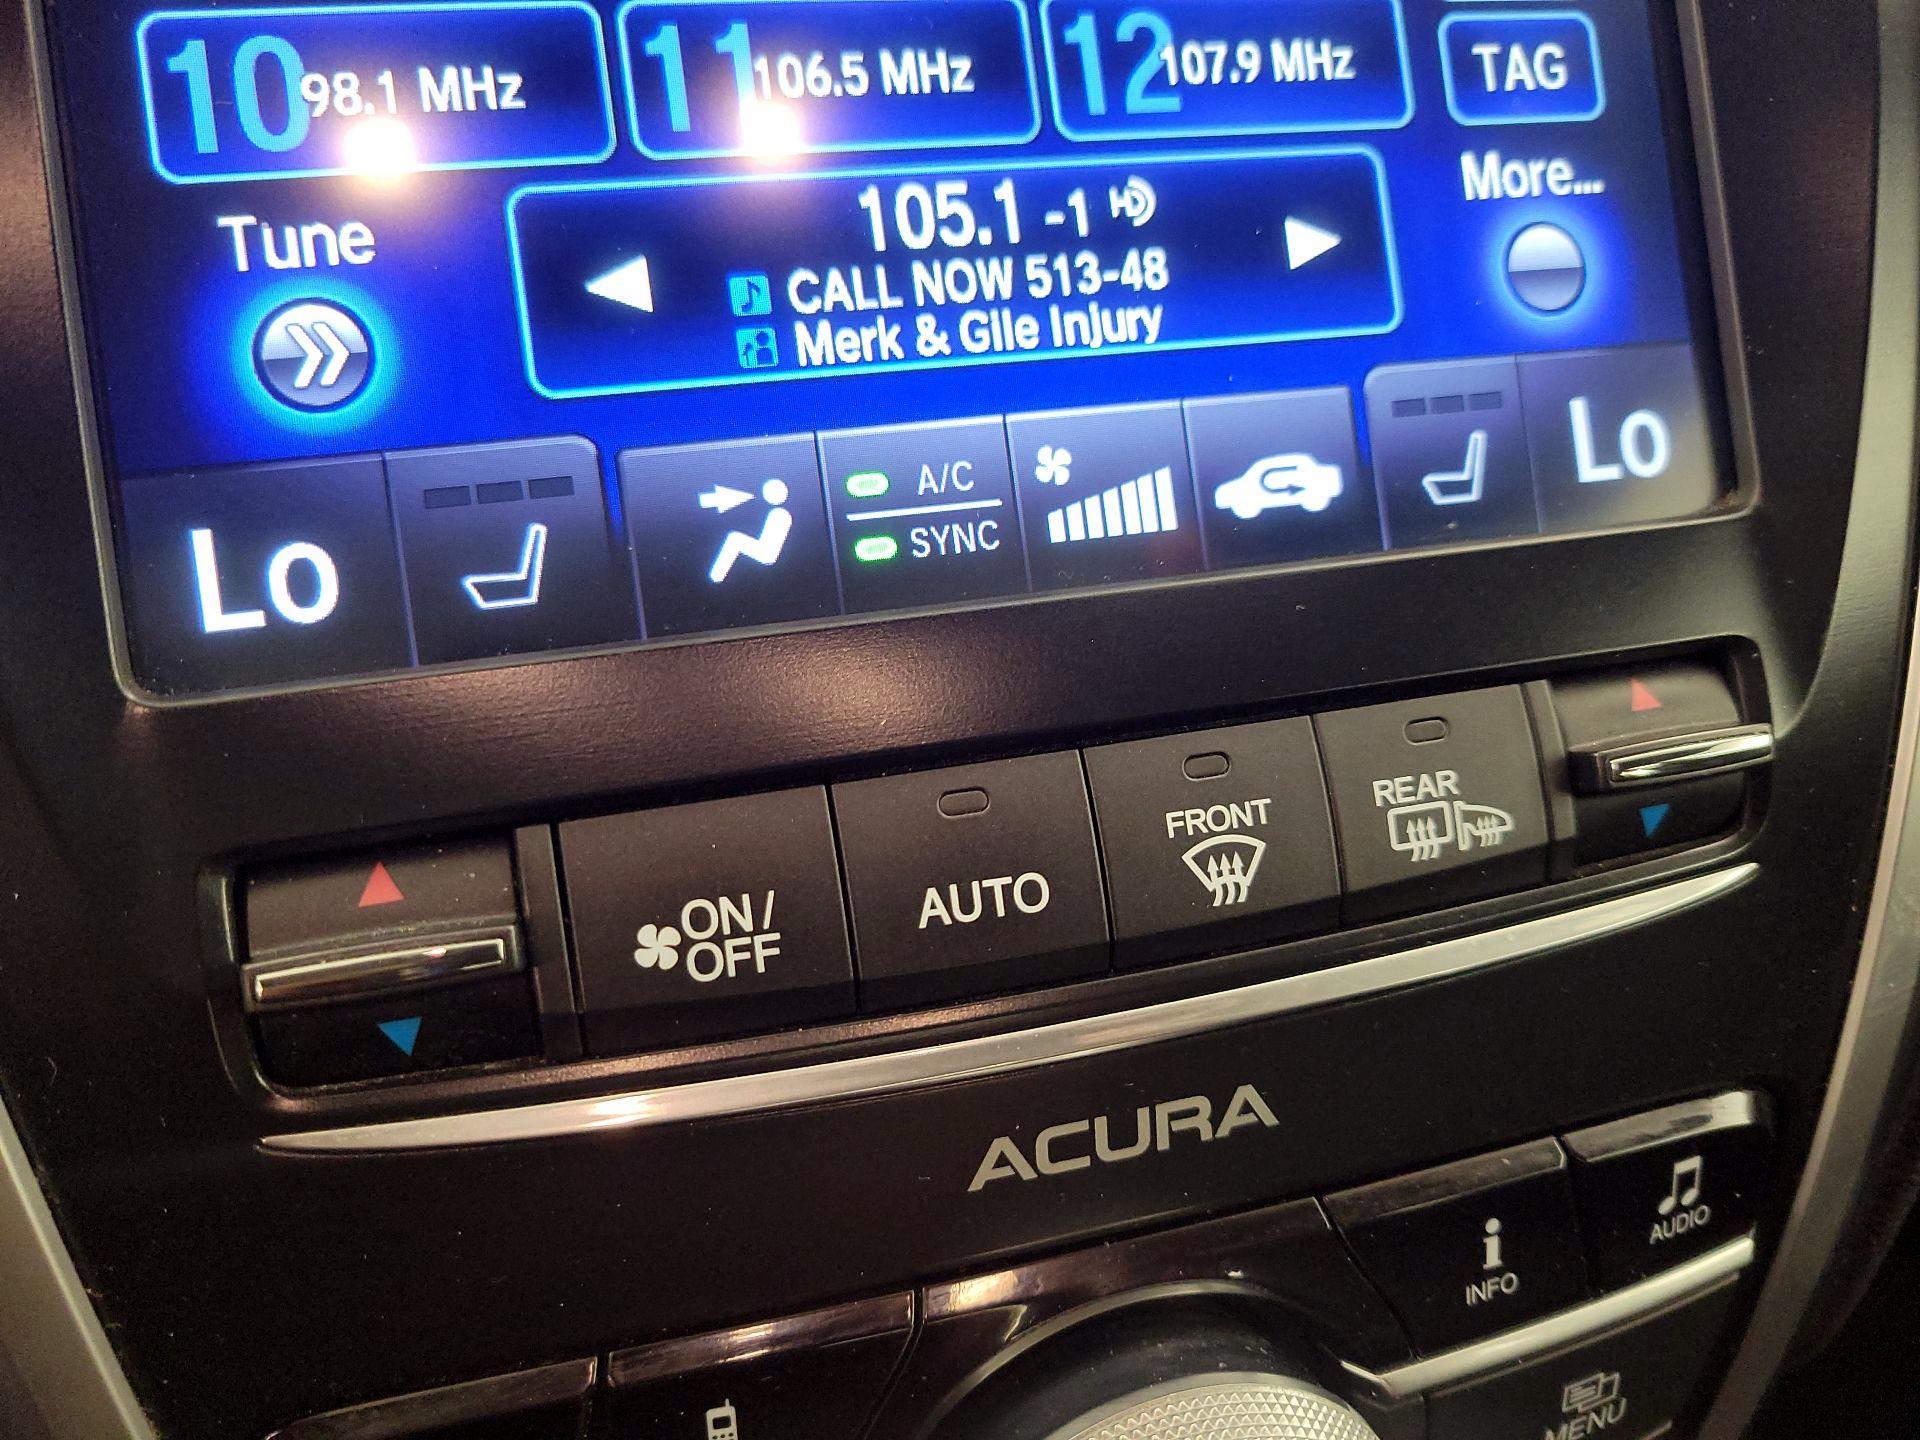 10 98.1 MHz
11 106.5 MHz
12 107.9 MHz
TAG
Tune
105.1 -1 HD
CALL NOW 513-48
Merk & Gile Injury
More...
Lo
A/C
SYNC
Lo
ON/
OFF
AUTO
FRONT
REAR
ACURA
i
INFO
AUDIO
MENU